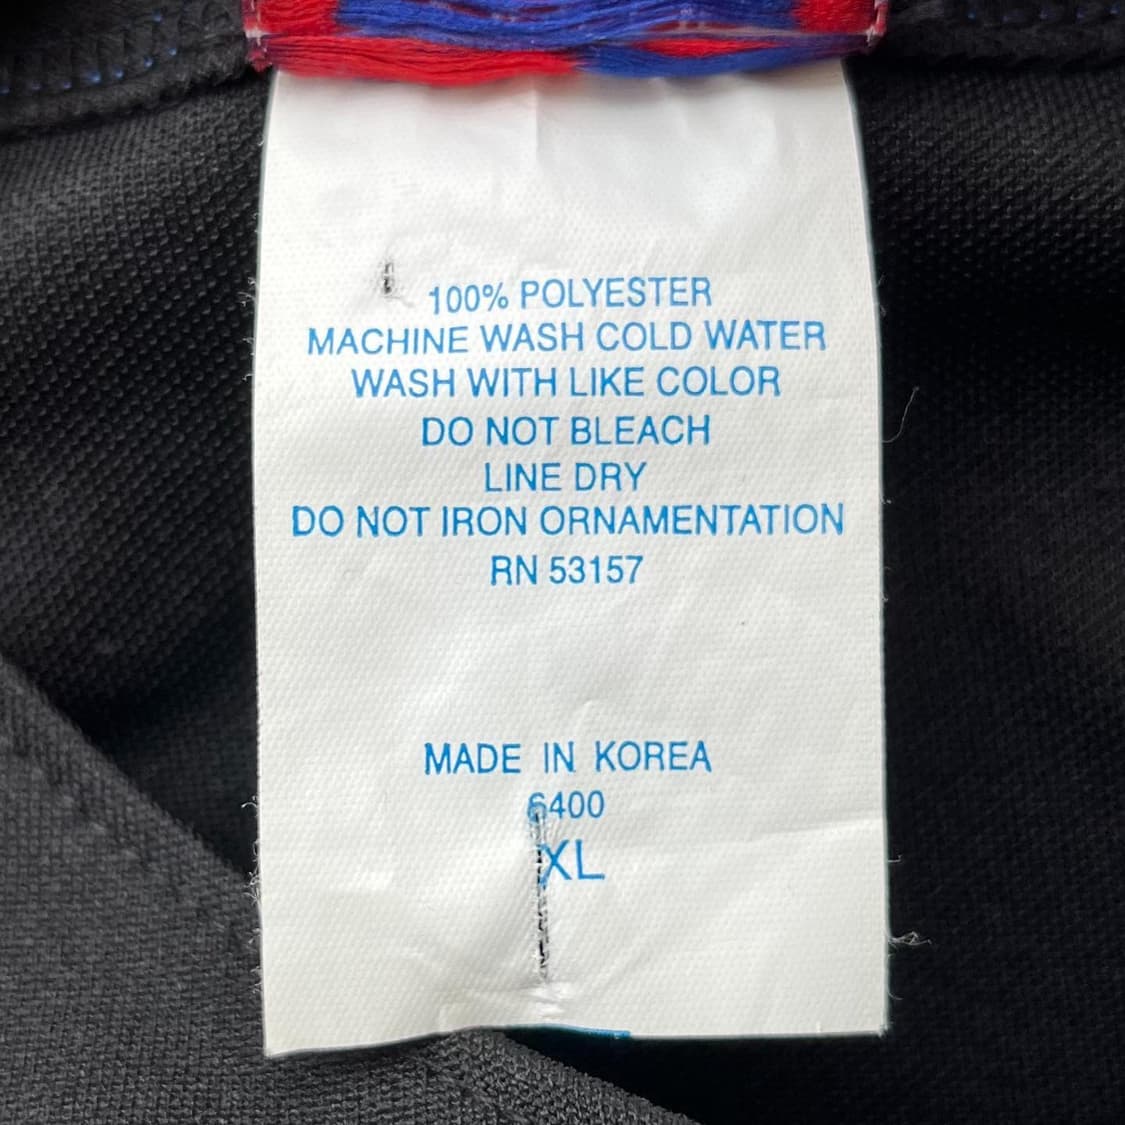 100% POLYESTER
MACHINE WASH COLD WATER
WASH WITH LIKE COLOR
DO NOT BLEACH
LINE DRY
DO NOT IRON ORNAMENTATION
RN 53157
MADE IN KOREA
6400
XL